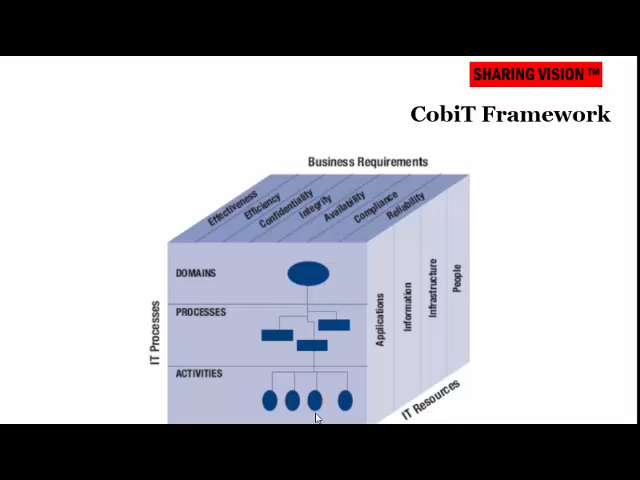 SHARING VISION ™
CobiT Framework
Business Requirements
Effectiveness
Efficiency
Confidentiality
Integrity
Availability
Compliance
Reliability
IT Processes
DOMAINS
PROCESSES
ACTIVITIES
Applications
Information
Infrastructure
People
IT Resources